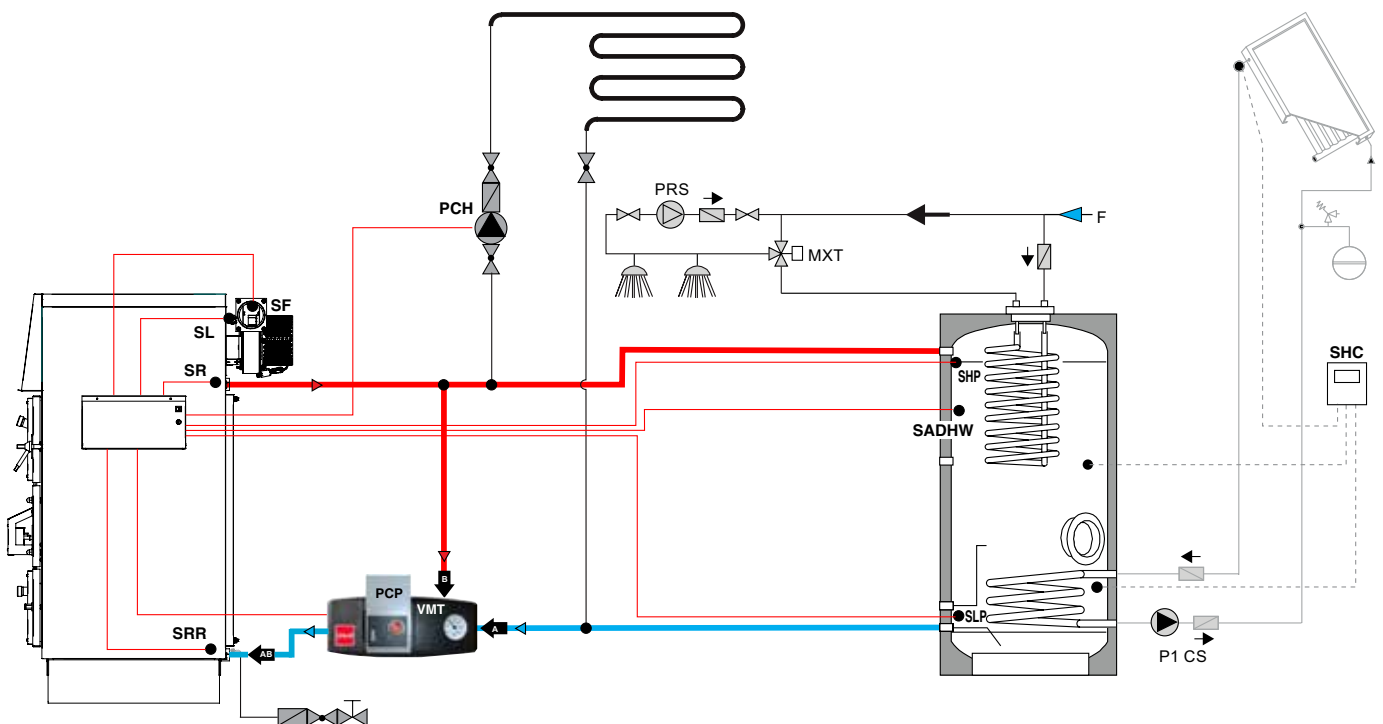 PRS
PCH
F
MXT
SF
SL
SR
SHP
SHC
SADHW
B
PCP
VMT
A
SLP
SRR
AB
P1 CS